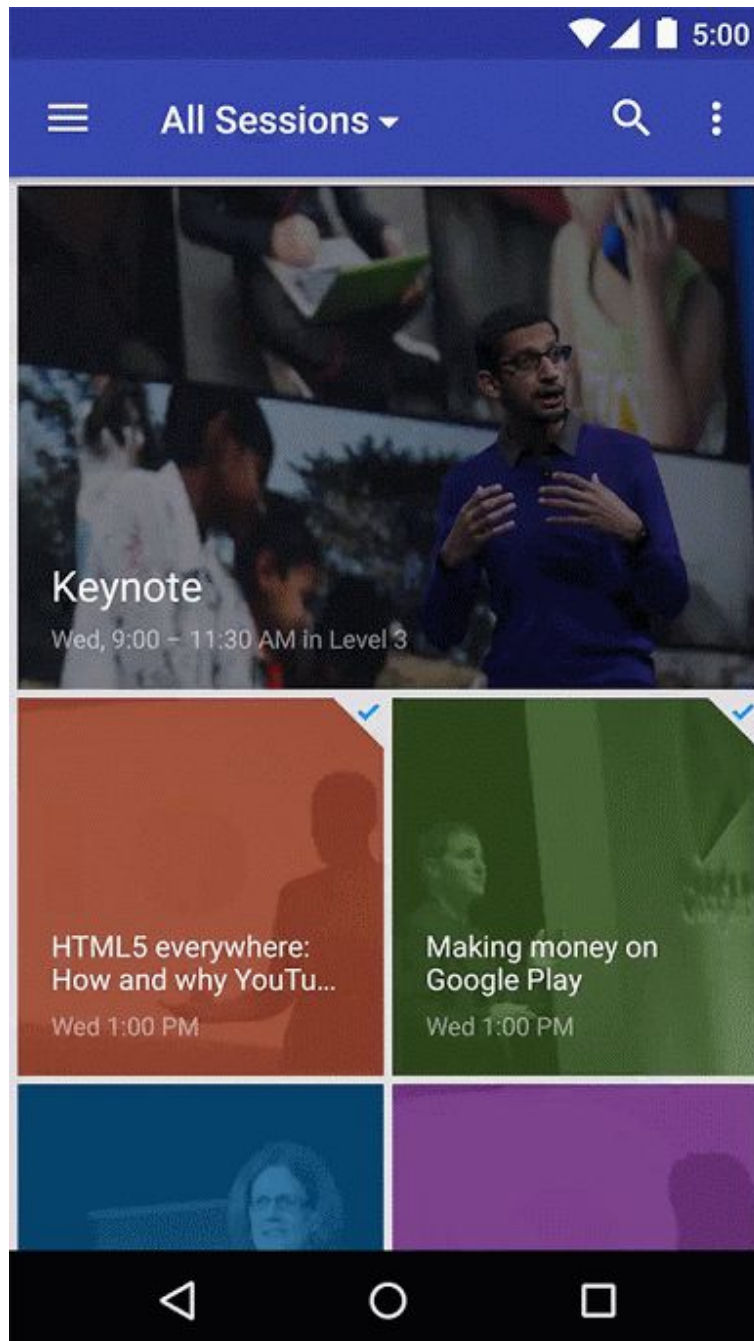 5:00
All Sessions
Keynote
Wed, 9:00 – 11:30 AM in Level 3
HTML5 everywhere:
How and why YouTu…
Wed 1:00 PM
Making money on
Google Play
Wed 1:00 PM